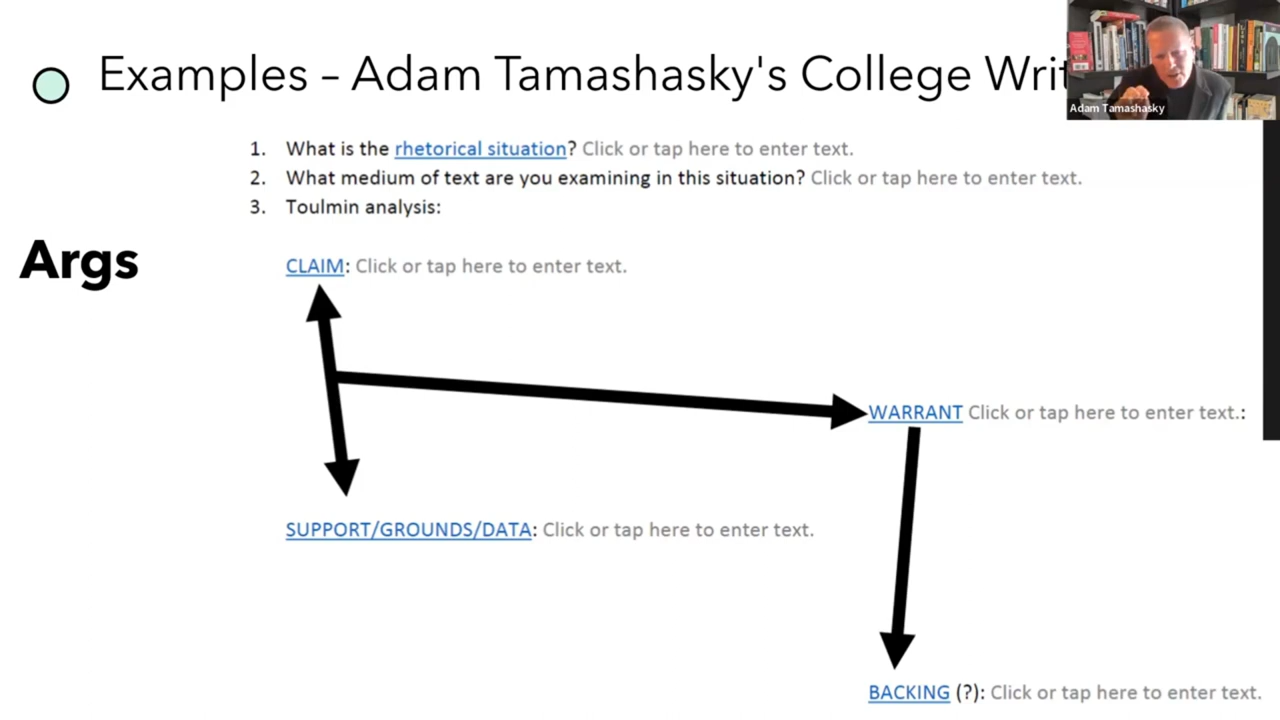 Examples – Adam Tamashasky's College Writ
Adam Tamashasky
1. What is the rhetorical situation? Click or tap here to enter text.
2. What medium of text are you examining in this situation? Click or tap here to enter text.
3. Toulmin analysis:
Args
CLAIM: Click or tap here to enter text.
WARRANT Click or tap here to enter text.:
SUPPORT/GROUNDS/DATA: Click or tap here to enter text.
BACKING (?): Click or tap here to enter text.